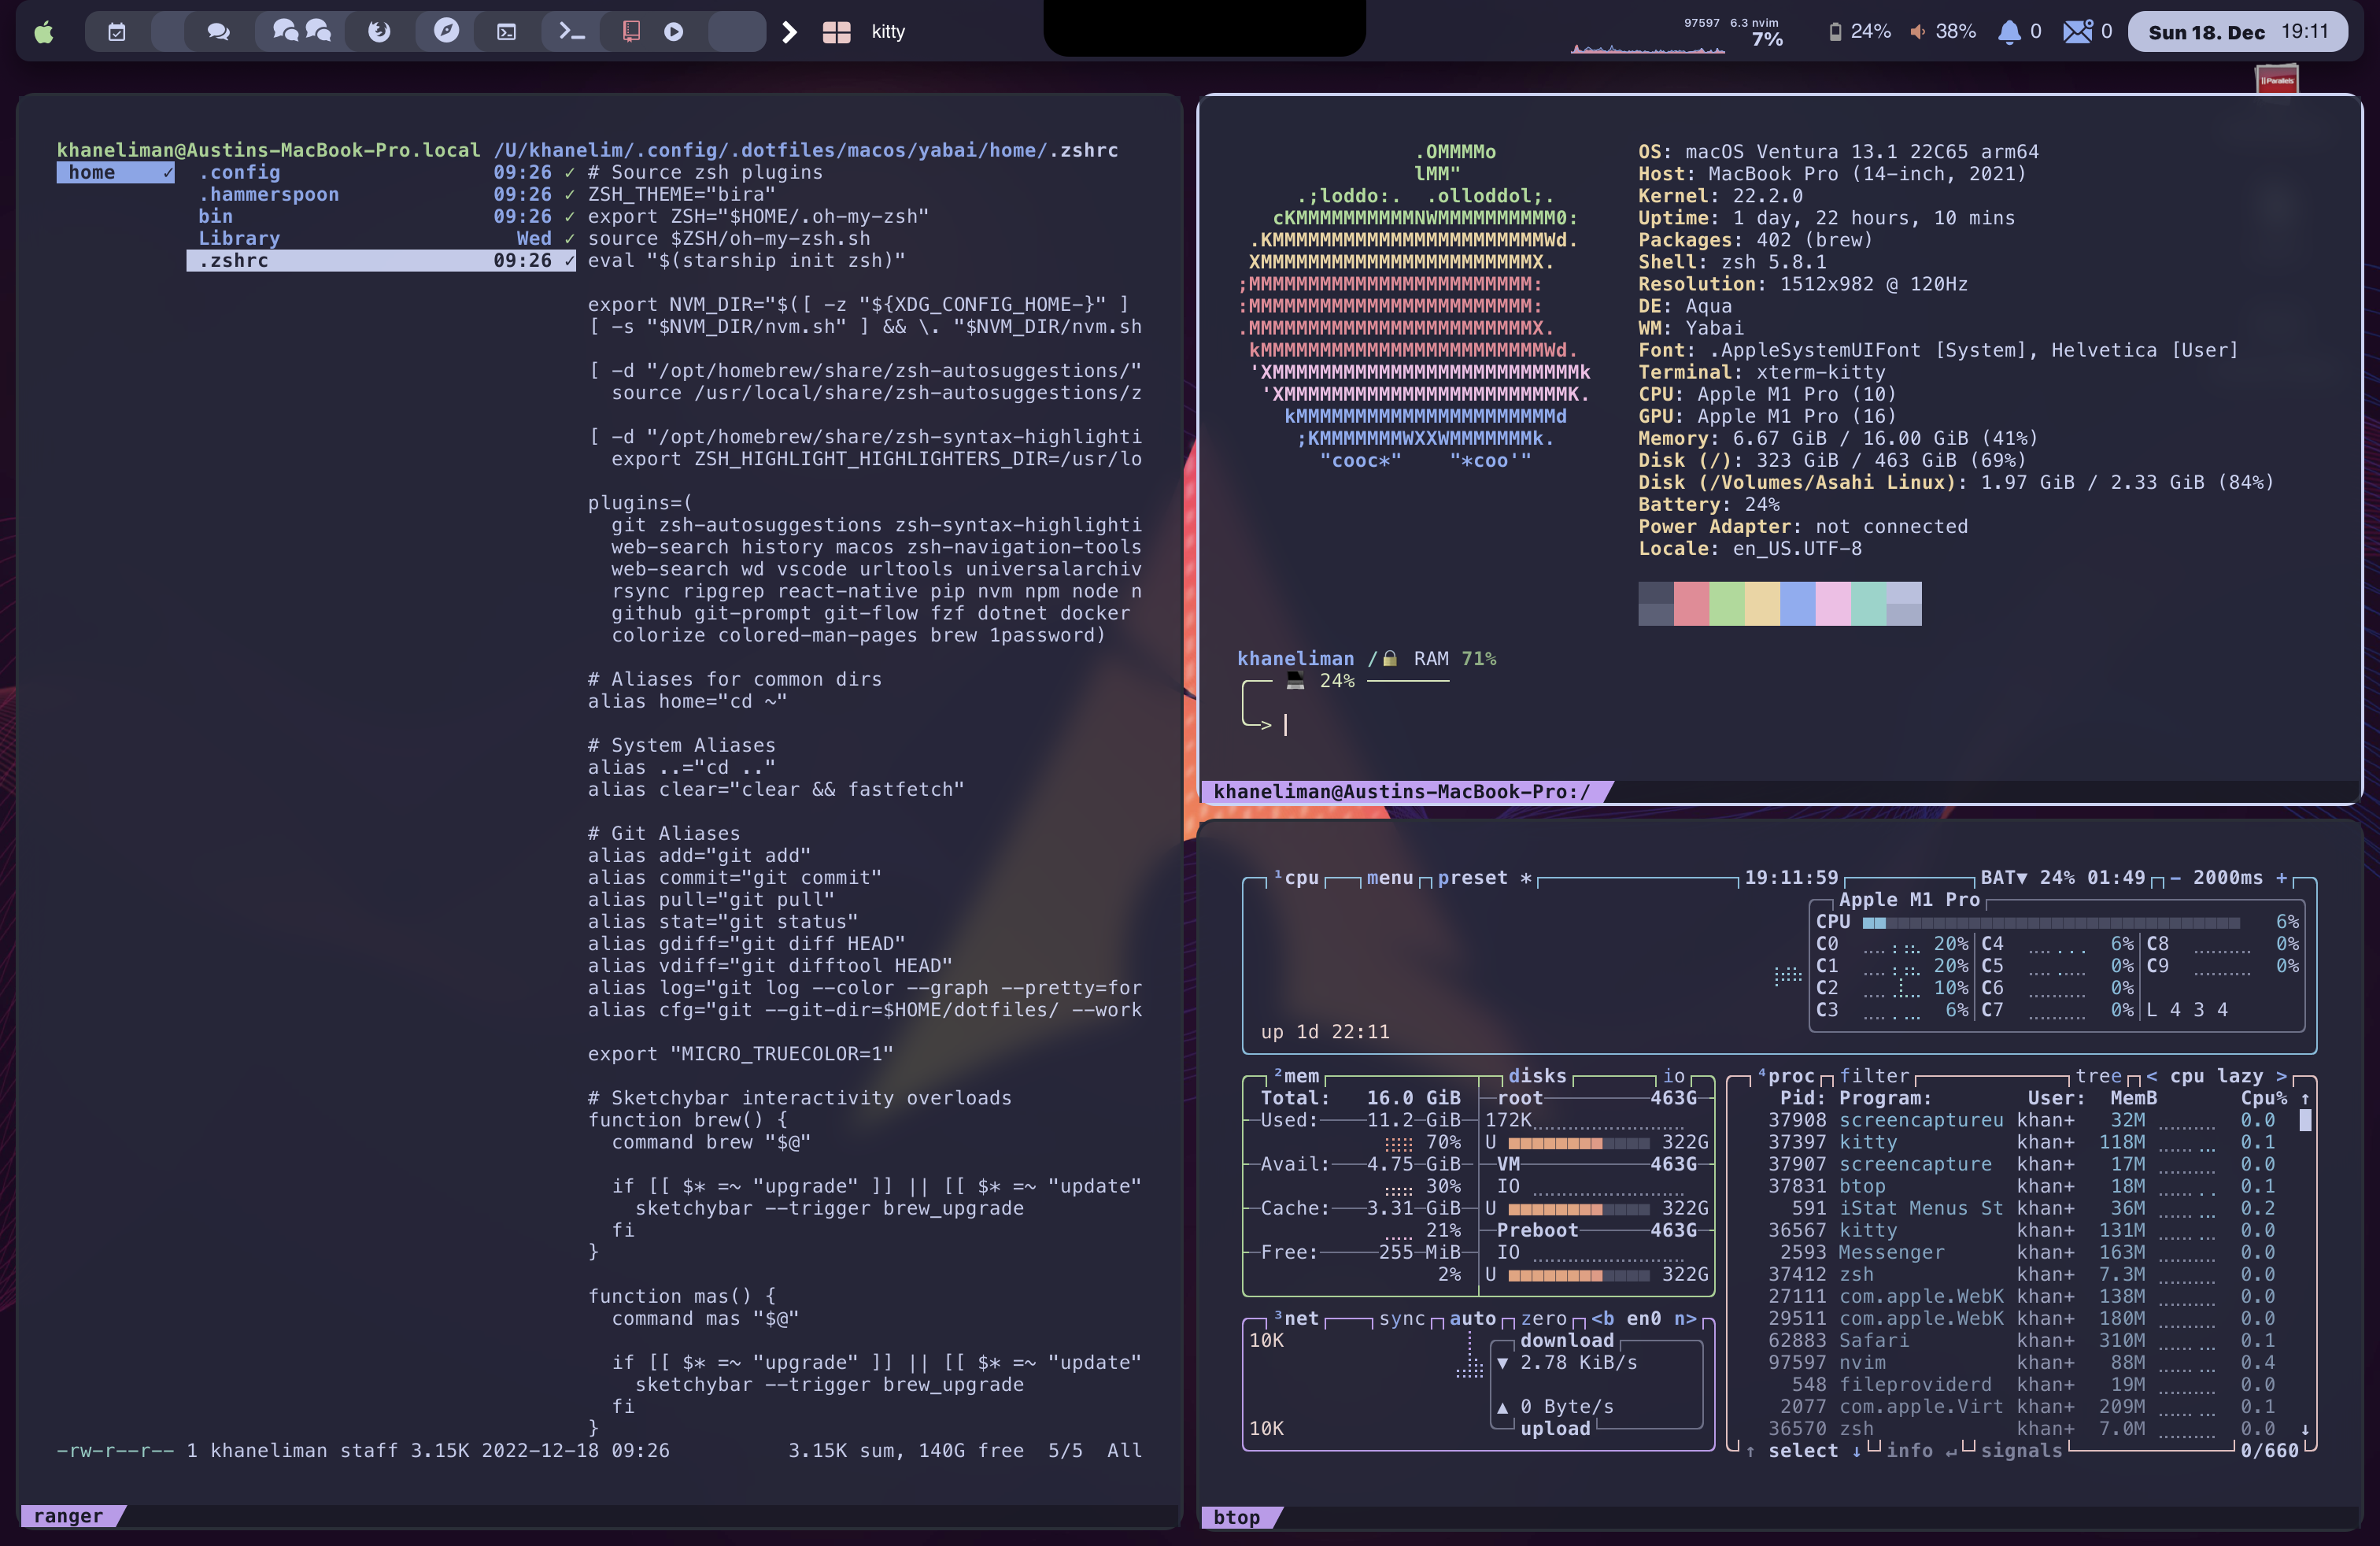 kitty
97597 6.3 nvim
7%
24%
38%
0
0
Sun 18. Dec 19:11
Parallels
khaneliman@Austins-MacBook-Pro.local /U/khanelim/.config/.dotfiles/macos/yabai/home/.zshrc
home ✓
.config 09:26 ✓
.hammerspoon 09:26 ✓
bin 09:26 ✓
Library Wed ✓
.zshrc 09:26 ✓
# Source zsh plugins
ZSH_THEME="bira"
export ZSH="$HOME/.oh-my-zsh"
source $ZSH/oh-my-zsh.sh
eval "$(starship init zsh)"
export NVM_DIR="$([ -z "${XDG_CONFIG_HOME-}" ]
[ -s "$NVM_DIR/nvm.sh" ] && \. "$NVM_DIR/nvm.sh
[ -d "/opt/homebrew/share/zsh-autosuggestions/"
source /usr/local/share/zsh-autosuggestions/z
[ -d "/opt/homebrew/share/zsh-syntax-highlighti
export ZSH_HIGHLIGHT_HIGHLIGHTERS_DIR=/usr/lo
plugins=(
git zsh-autosuggestions zsh-syntax-highlighti
web-search history macos zsh-navigation-tools
web-search wd vscode urltools universalarchiv
rsync ripgrep react-native pip nvm npm node n
github git-prompt git-flow fzf dotnet docker
colorize colored-man-pages brew 1password)
# Aliases for common dirs
alias home="cd ~"
# System Aliases
alias ..="cd .."
alias clear="clear && fastfetch"
# Git Aliases
alias add="git add"
alias commit="git commit"
alias pull="git pull"
alias stat="git status"
alias gdiff="git diff HEAD"
alias vdiff="git difftool HEAD"
alias log="git log --color --graph --pretty=for
alias cfg="git --git-dir=$HOME/dotfiles/ --work
export "MICRO_TRUECOLOR=1"
# Sketchybar interactivity overloads
function brew() {
command brew "$@"
if [[ $* =~ "upgrade" ]] || [[ $* =~ "update"
sketchybar --trigger brew_upgrade
fi
}
function mas() {
command mas "$@"
if [[ $* =~ "upgrade" ]] || [[ $* =~ "update"
sketchybar --trigger brew_upgrade
fi
}
-rw-r--r-- 1 khaneliman staff 3.15K 2022-12-18 09:26 3.15K sum, 140G free 5/5 All
ranger
.OMMMMo
lMM"
.;loddo:. .olloddol;.
cKMMMMMMMMMMNWMMMMMMMMMM0:
.KMMMMMMMMMMMMMMMMMMMMMMMWd.
XMMMMMMMMMMMMMMMMMMMMMMMX.
;MMMMMMMMMMMMMMMMMMMMMMMM:
:MMMMMMMMMMMMMMMMMMMMMMMM:
.MMMMMMMMMMMMMMMMMMMMMMMMX.
kMMMMMMMMMMMMMMMMMMMMMMMMWd.
'XMMMMMMMMMMMMMMMMMMMMMMMMMMk
'XMMMMMMMMMMMMMMMMMMMMMMMMK.
kMMMMMMMMMMMMMMMMMMMMMMd
;KMMMMMMMWXXWMMMMMMMk.
"cooc*" "*coo'"
OS: macOS Ventura 13.1 22C65 arm64
Host: MacBook Pro (14-inch, 2021)
Kernel: 22.2.0
Uptime: 1 day, 22 hours, 10 mins
Packages: 402 (brew)
Shell: zsh 5.8.1
Resolution: 1512x982 @ 120Hz
DE: Aqua
WM: Yabai
Font: .AppleSystemUIFont [System], Helvetica [User]
Terminal: xterm-kitty
CPU: Apple M1 Pro (10)
GPU: Apple M1 Pro (16)
Memory: 6.67 GiB / 16.00 GiB (41%)
Disk (/): 323 GiB / 463 GiB (69%)
Disk (/Volumes/Asahi Linux): 1.97 GiB / 2.33 GiB (84%)
Battery: 24%
Power Adapter: not connected
Locale: en_US.UTF-8
khaneliman /🔒 RAM 71%
24%
>
khaneliman@Austins-MacBook-Pro:/
¹cpu menu preset * 19:11:59 BAT▼ 24% 01:49 - 2000ms +
Apple M1 Pro
CPU 6%
C0 20% C4 6% C8 0%
C1 20% C5 0% C9 0%
C2 10% C6 0%
C3 6% C7 0% L 4 3 4
up 1d 22:11
²mem
Total: 16.0 GiB
Used: 11.2 GiB
70%
Avail: 4.75 GiB
30%
Cache: 3.31 GiB
21%
Free: 255 MiB
2%
disks io
root 463G
172K
U 322G
VM 463G
IO
U 322G
Preboot 463G
IO
U 322G
³net sync auto zero <b en0 n>
10K
download
▼ 2.78 KiB/s
▲ 0 Byte/s
10K
upload
⁴proc filter tree < cpu lazy >
Pid: Program: User: MemB Cpu% ↑
37908 screencaptureu khan+ 32M 0.0
37397 kitty khan+ 118M 0.1
37907 screencapture khan+ 17M 0.0
37831 btop khan+ 18M 0.1
591 iStat Menus St khan+ 36M 0.2
36567 kitty khan+ 131M 0.0
2593 Messenger khan+ 163M 0.0
37412 zsh khan+ 7.3M 0.0
27111 com.apple.WebK khan+ 138M 0.0
29511 com.apple.WebK khan+ 180M 0.0
62883 Safari khan+ 310M 0.1
97597 nvim khan+ 88M 0.4
548 fileproviderd khan+ 19M 0.0
2077 com.apple.Virt khan+ 209M 0.1
36570 zsh khan+ 7.0M 0.0 ↓
↑ select ↓ info ↵ signals 0/660
btop